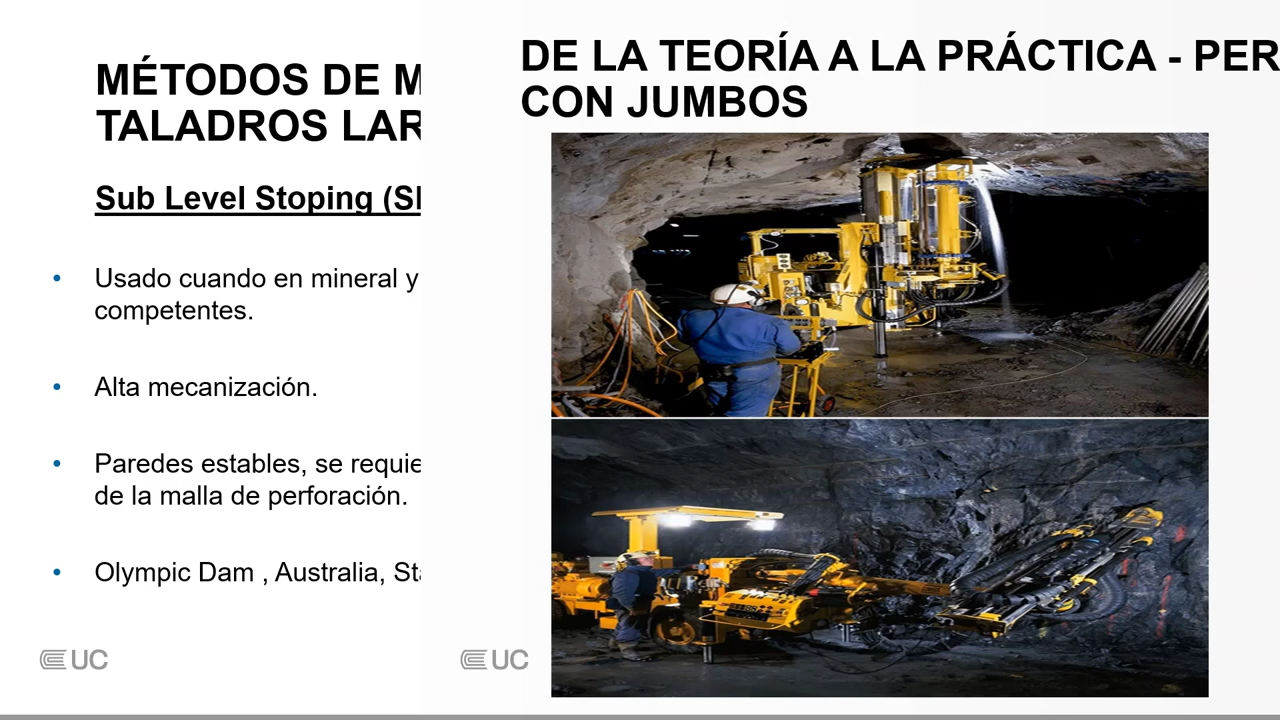 MÉTODOS DE M
TALADROS LAR
Sub Level Stoping (SI
• Usado cuando en mineral y
competentes.
• Alta mecanización.
• Paredes estables, se requie
de la malla de perforación.
• Olympic Dam , Australia, Sta
UC
DE LA TEORÍA A LA PRÁCTICA - PER
CON JUMBOS
UC